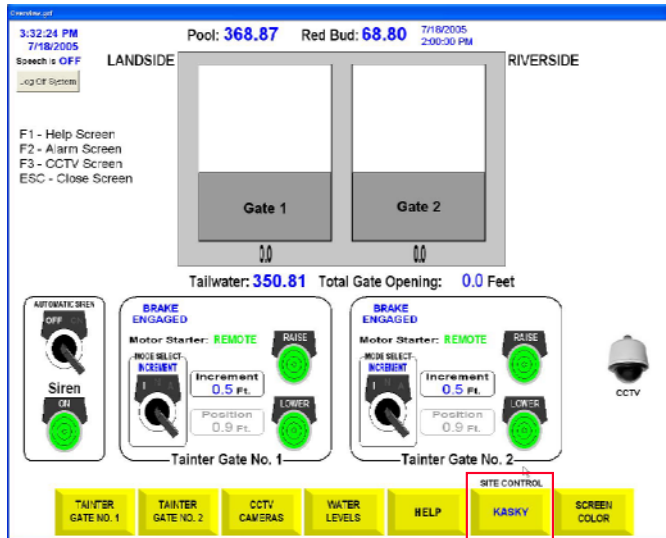 Overview.gdf
3:32:24 PM
7/18/2005
Speech is OFF
Log Off System
Pool: 368.87 Red Bud: 68.80
7/18/2005
2:00:00 PM
LANDSIDE
RIVERSIDE
F1 - Help Screen
F2 - Alarm Screen
F3 - CCTV Screen
ESC - Close Screen
Gate 1
Gate 2
0.0
0.0
Tailwater: 350.81 Total Gate Opening: 0.0 Feet
AUTOMATIC SIREN
OFF ON
Siren
ON
BRAKE
ENGAGED
Motor Starter: REMOTE
MODE SELECT
INCREMENT
I N A
Increment
0.5 Ft.
Position
0.9 Ft.
RAISE
LOWER
Tainter Gate No. 1
BRAKE
ENGAGED
Motor Starter: REMOTE
MODE SELECT
INCREMENT
I N A
Increment
0.5 Ft.
Position
0.9 Ft.
RAISE
LOWER
Tainter Gate No. 2
CCTV
SITE CONTROL
TAINTER
GATE NO. 1
TAINTER
GATE NO. 2
CCTV
CAMERAS
WATER
LEVELS
HELP
KASKY
SCREEN
COLOR